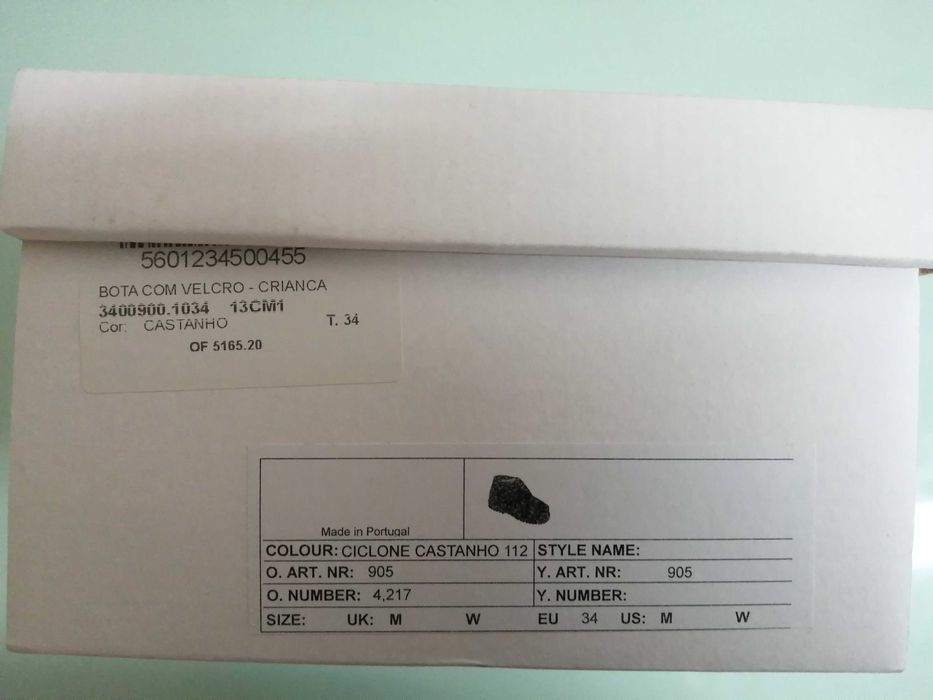 5601234500455
BOTA COM VELCRO - CRIANCA
3400900.1034 13CM1
Cor: CASTANHO T. 34
OF 5165.20
Made in Portugal
COLOUR: CICLONE CASTANHO 112 STYLE NAME:
O. ART. NR: 905 Y. ART. NR: 905
O. NUMBER: 4,217 Y. NUMBER:
SIZE: UK: M W EU 34 US: M W